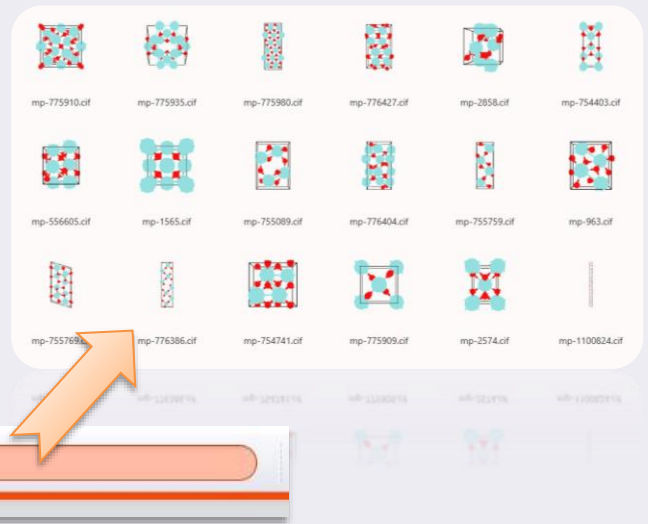 mp-775910.cif mp-775935.cif mp-775980.cif mp-776427.cif mp-2858.cif mp-754403.cif
mp-556605.cif mp-1565.cif mp-755089.cif mp-776404.cif mp-755759.cif mp-963.cif
mp-755769.c mp-776386.cif mp-754741.cif mp-775909.cif mp-2574.cif mp-1100824.cif